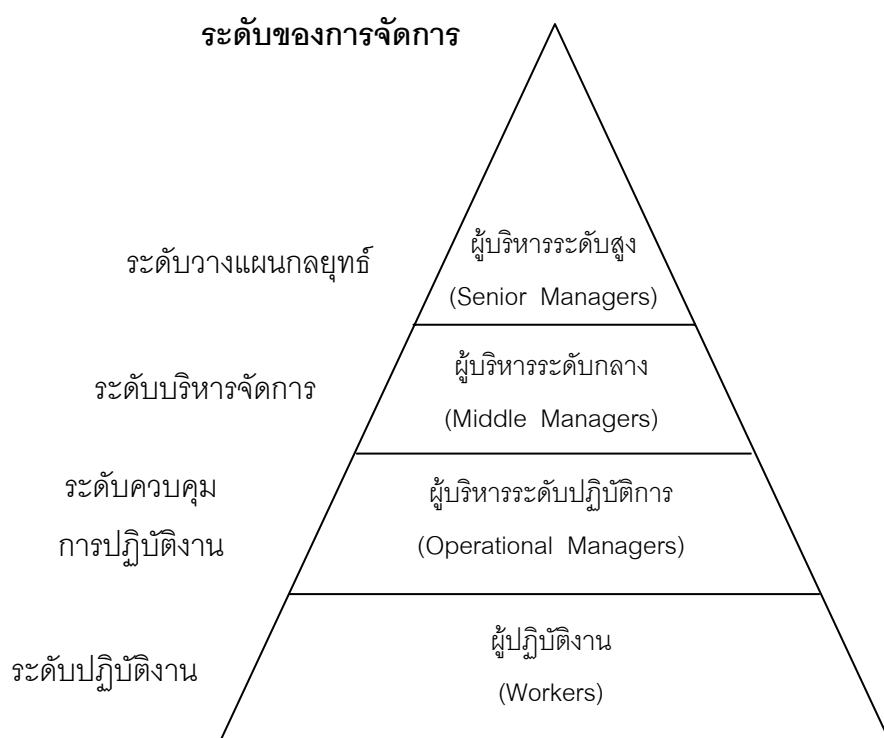 ระดับของการจัดการ
ระดับวางแผนกลยุทธ์
ผู้บริหารระดับสูง
(Senior Managers)
ระดับบริหารจัดการ
ผู้บริหารระดับกลาง
(Middle Managers)
ระดับควบคุม
การปฏิบัติงาน
ผู้บริหารระดับปฏิบัติการ
(Operational Managers)
ระดับปฏิบัติงาน
ผู้ปฏิบัติงาน
(Workers)